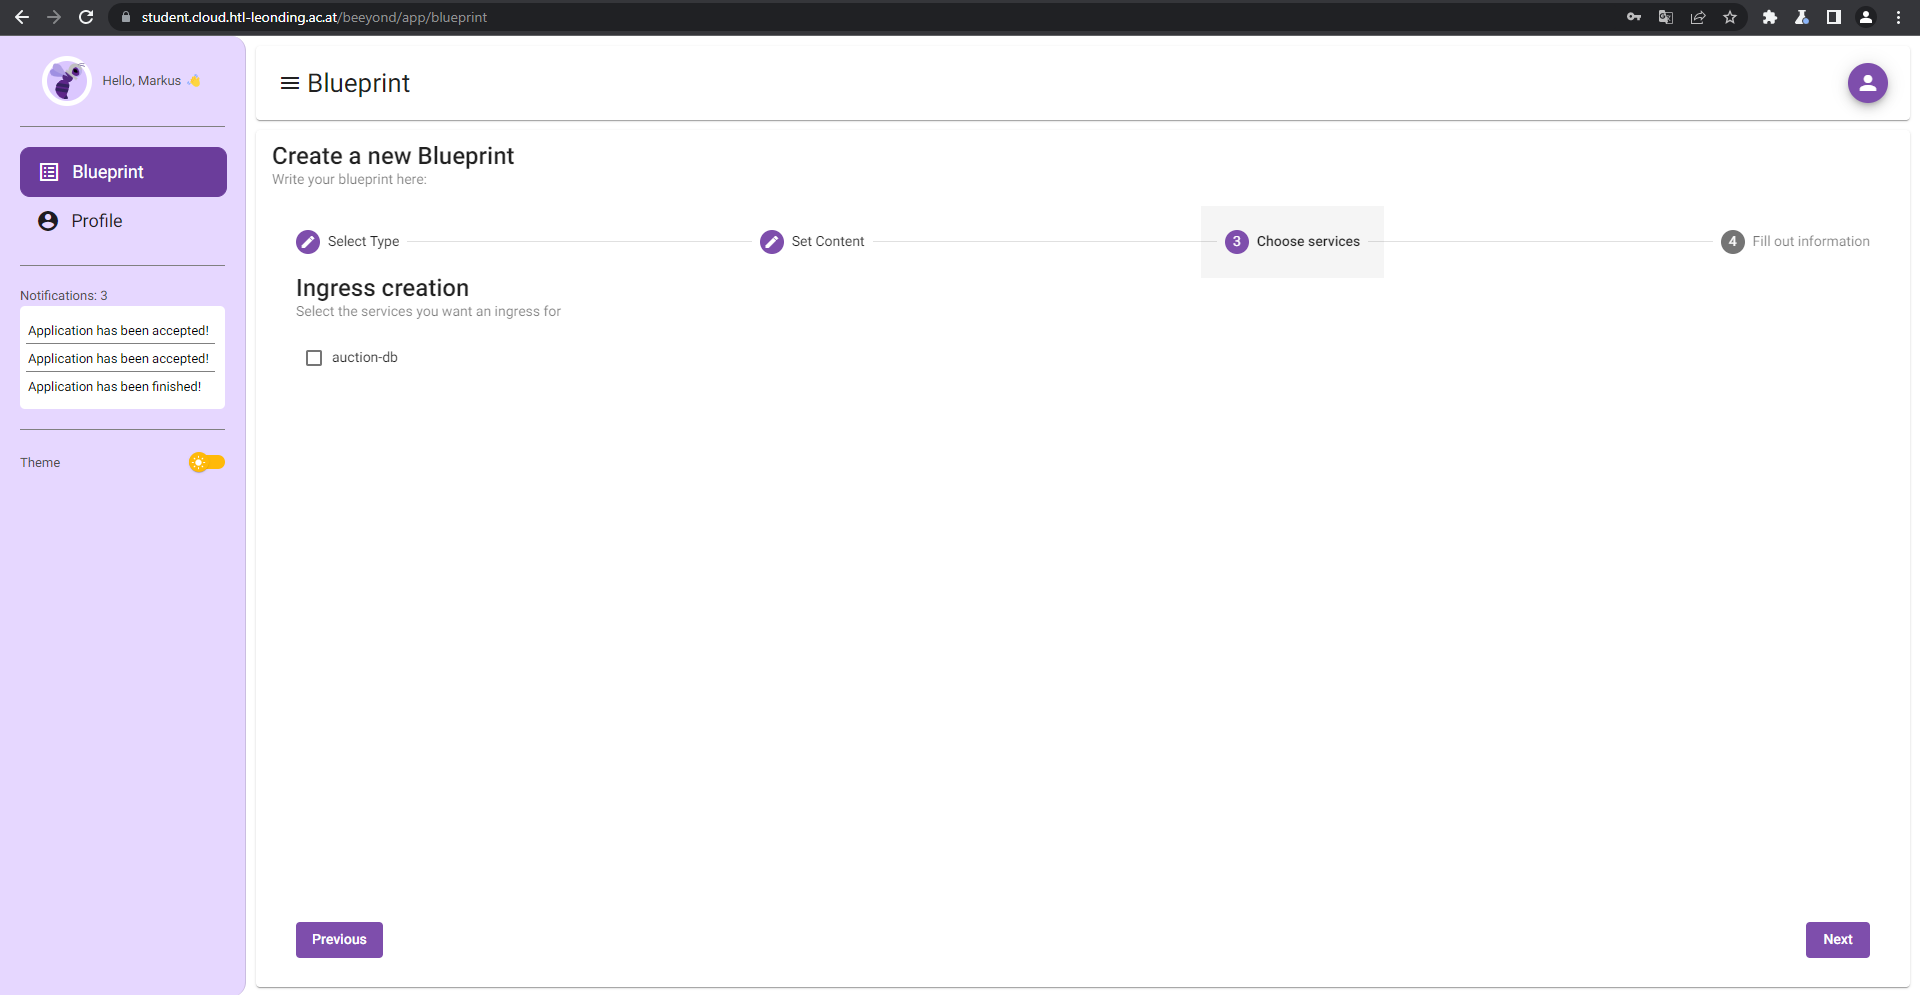 student.cloud.htl-leonding.ac.at/beeyond/app/blueprint
Hello, Markus 👋
Blueprint
Profile
Notifications: 3
Application has been accepted!
Application has been accepted!
Application has been finished!
Theme
Blueprint
Create a new Blueprint
Write your blueprint here:
Select Type
Set Content
3 Choose services
4 Fill out information
Ingress creation
Select the services you want an ingress for
auction-db
Previous
Next